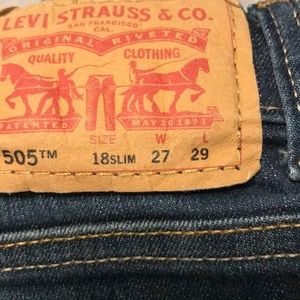 LEVI STRAUSS & CO.
SAN FRANCISCO
CAL.
ORIGINAL RIVETED
QUALITY CLOTHING
PATENTED MAY 20 1873
SIZE W L
505™ 18SLIM 27 29